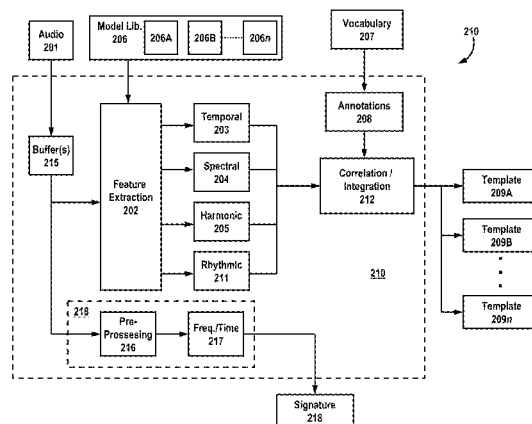 Audio
201
Model Lib.
206
206A
206B
206n
Vocabulary
207
210
Annotations
208
Buffer(s)
215
Feature
Extraction
202
Temporal
203
Spectral
204
Harmonic
205
Rhythmic
211
Correlation /
Integration
212
Template
209A
Template
209B
Template
209n
210
218
Pre-
Prossesing
216
Freq./Time
217
Signature
218